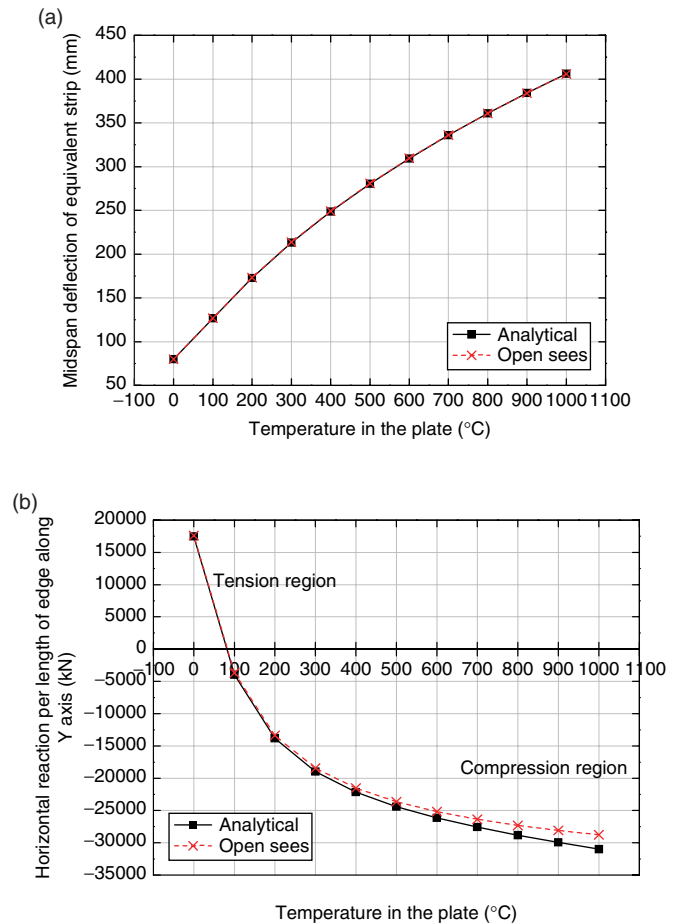 (a)
Midspan deflection of equivalent strip (mm)
450
400
350
300
250
200
150
100
50
Analytical
Open sees
−100 0 100 200 300 400 500 600 700 800 900 1000 1100
Temperature in the plate (°C)
(b)
Horizontal reaction per length of edge along
Y axis (kN)
20000
15000
10000
5000
0
−5000
−10000
−15000
−20000
−25000
−30000
−35000
Tension region
−100 0 100 200 300 400 500 600 700 800 900 1000 1100
Compression region
Analytical
Open sees
Temperature in the plate (°C)